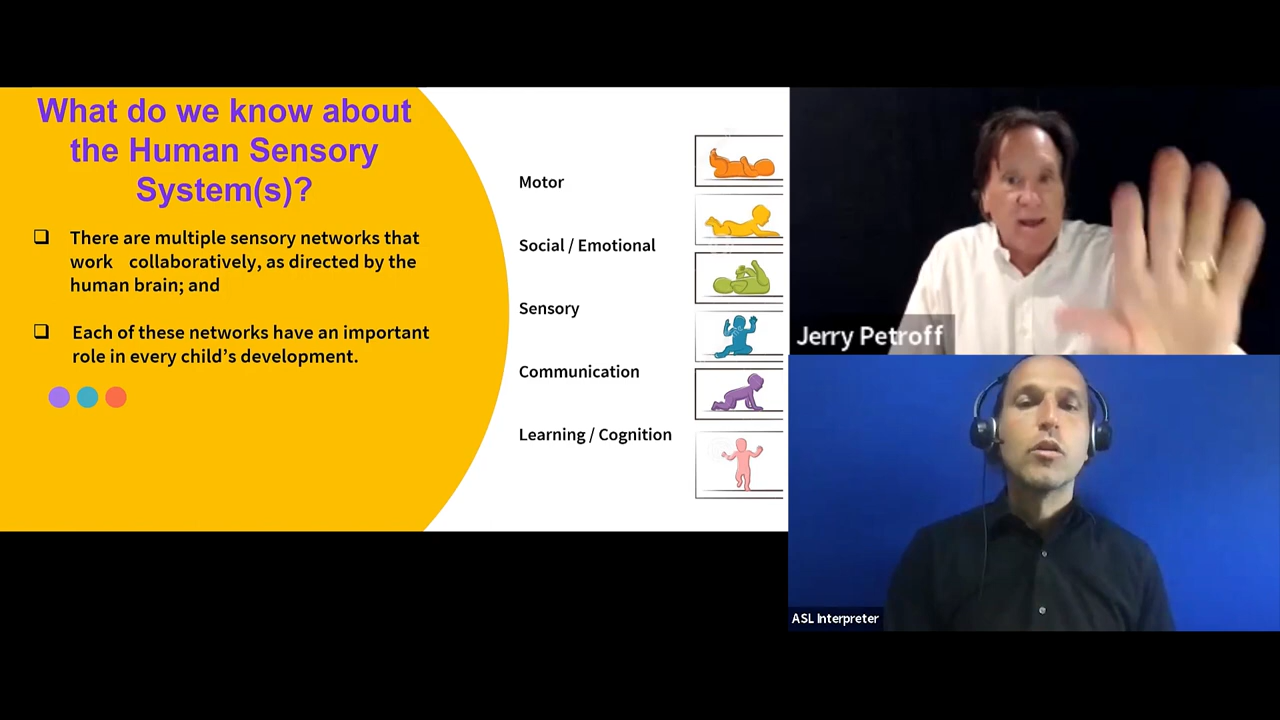 What do we know about
the Human Sensory
System(s)?
There are multiple sensory networks that
work collaboratively, as directed by the
human brain; and
Each of these networks have an important
role in every child’s development.
Motor
Social / Emotional
Sensory
Communication
Learning / Cognition
Jerry Petroff
ASL Interpreter